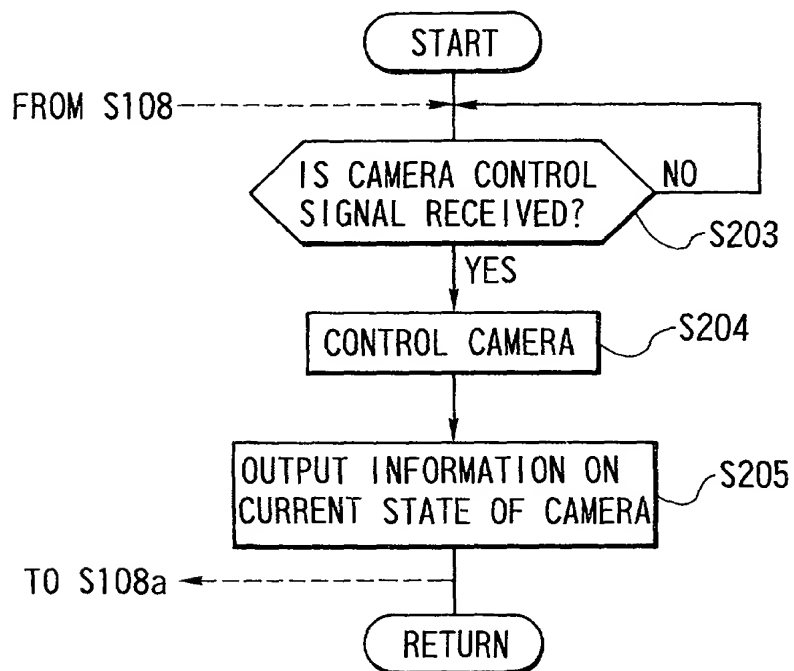 START
FROM S108
IS CAMERA CONTROL
SIGNAL RECEIVED?
NO
S203
YES
CONTROL CAMERA
S204
OUTPUT INFORMATION ON
CURRENT STATE OF CAMERA
S205
TO S108a
RETURN